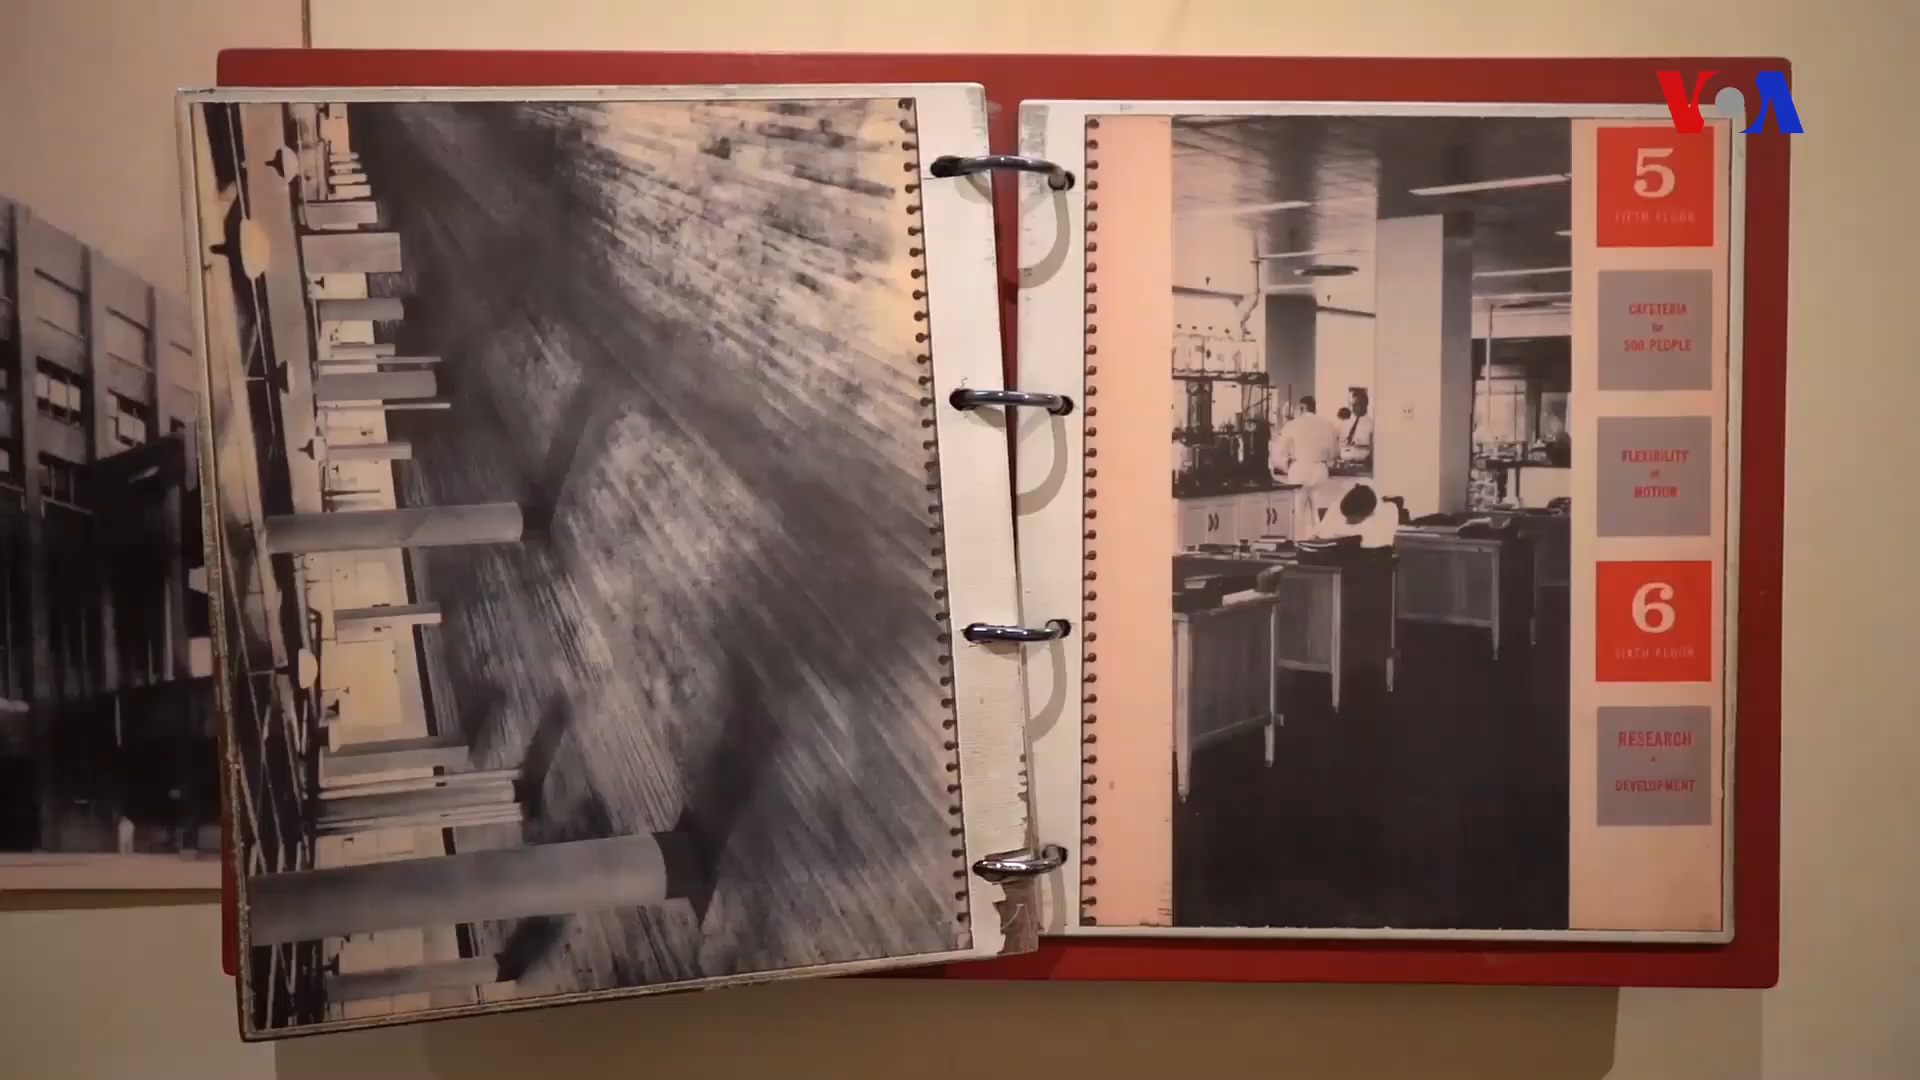 VOA
5
FIFTH FLOOR
CAFETERIA
for
500 PEOPLE
FLEXIBILITY
of
MOTION
6
SIXTH FLOOR
RESEARCH
•
DEVELOPMENT